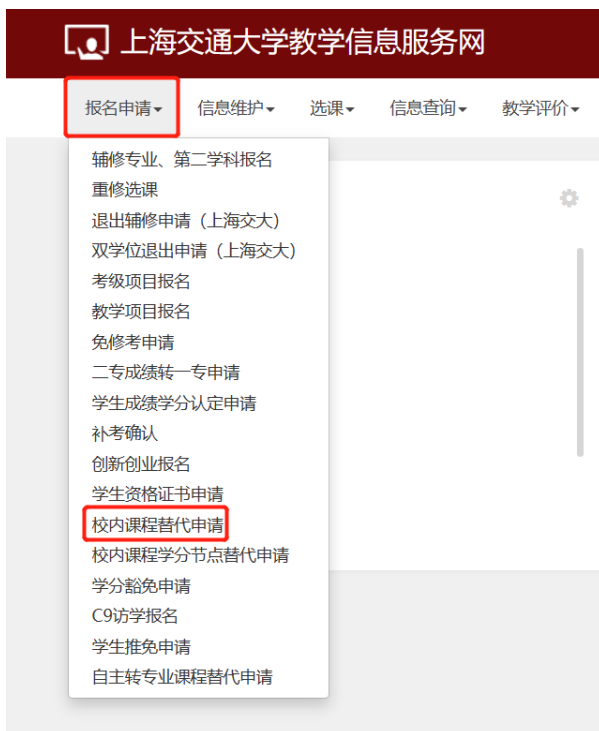 上海交通大学教学信息服务网
报名申请 信息维护 选课 信息查询 教学评价
辅修专业、第二学科报名
重修选课
退出辅修申请（上海交大）
双学位退出申请（上海交大）
考级项目报名
教学项目报名
免修考申请
二专成绩转一专申请
学生成绩学分认定申请
补考确认
创新创业报名
学生资格证书申请
校内课程替代申请
校内课程学分节点替代申请
学分豁免申请
C9访学报名
学生推免申请
自主转专业课程替代申请